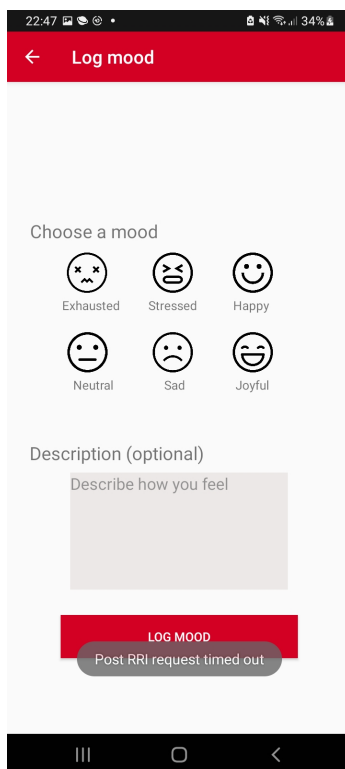 22:47
34%
Log mood
Choose a mood
Exhausted Stressed Happy
Neutral Sad Joyful
Description (optional)
Describe how you feel
LOG MOOD
Post RRI request timed out